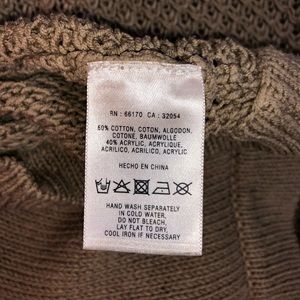 RN : 66170 CA : 32054
60% COTTON, COTON, ALGODON,
COTONE, BAUMWOLLE
40% ACRYLIC, ACRYLIQUE,
ACRILICO, ACRILICO, ACRYLIC
HECHO EN CHINA
HAND WASH SEPARATELY
IN COLD WATER,
DO NOT BLEACH,
LAY FLAT TO DRY,
COOL IRON IF NECESSARY